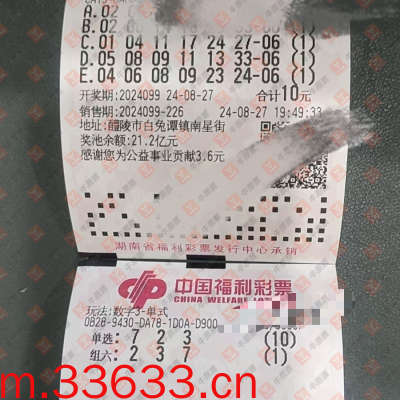 A.02
B.02
C.01 04 11 17 24 27-06 (1)
D.05 08 09 11 13 33-06 (1)
E.04 06 08 09 23 24-06 (1)
开奖期:2024099 24-08-27 合计10元
销售期:2024099-226 24-08-27 19:49:33
地址:醴陵市白兔潭镇南星街
奖池余额:21.2亿元
感谢您为公益事业贡献3.6元
湖南省福利彩票发行中心承销
中国福利彩票
CHINA WELFARE
玩法:数字3-单式
0828-9430-DA78-1D0A-D900
单选: 7 2 3 (10)
组六: 2 3 7 (1)
m.33633.cn